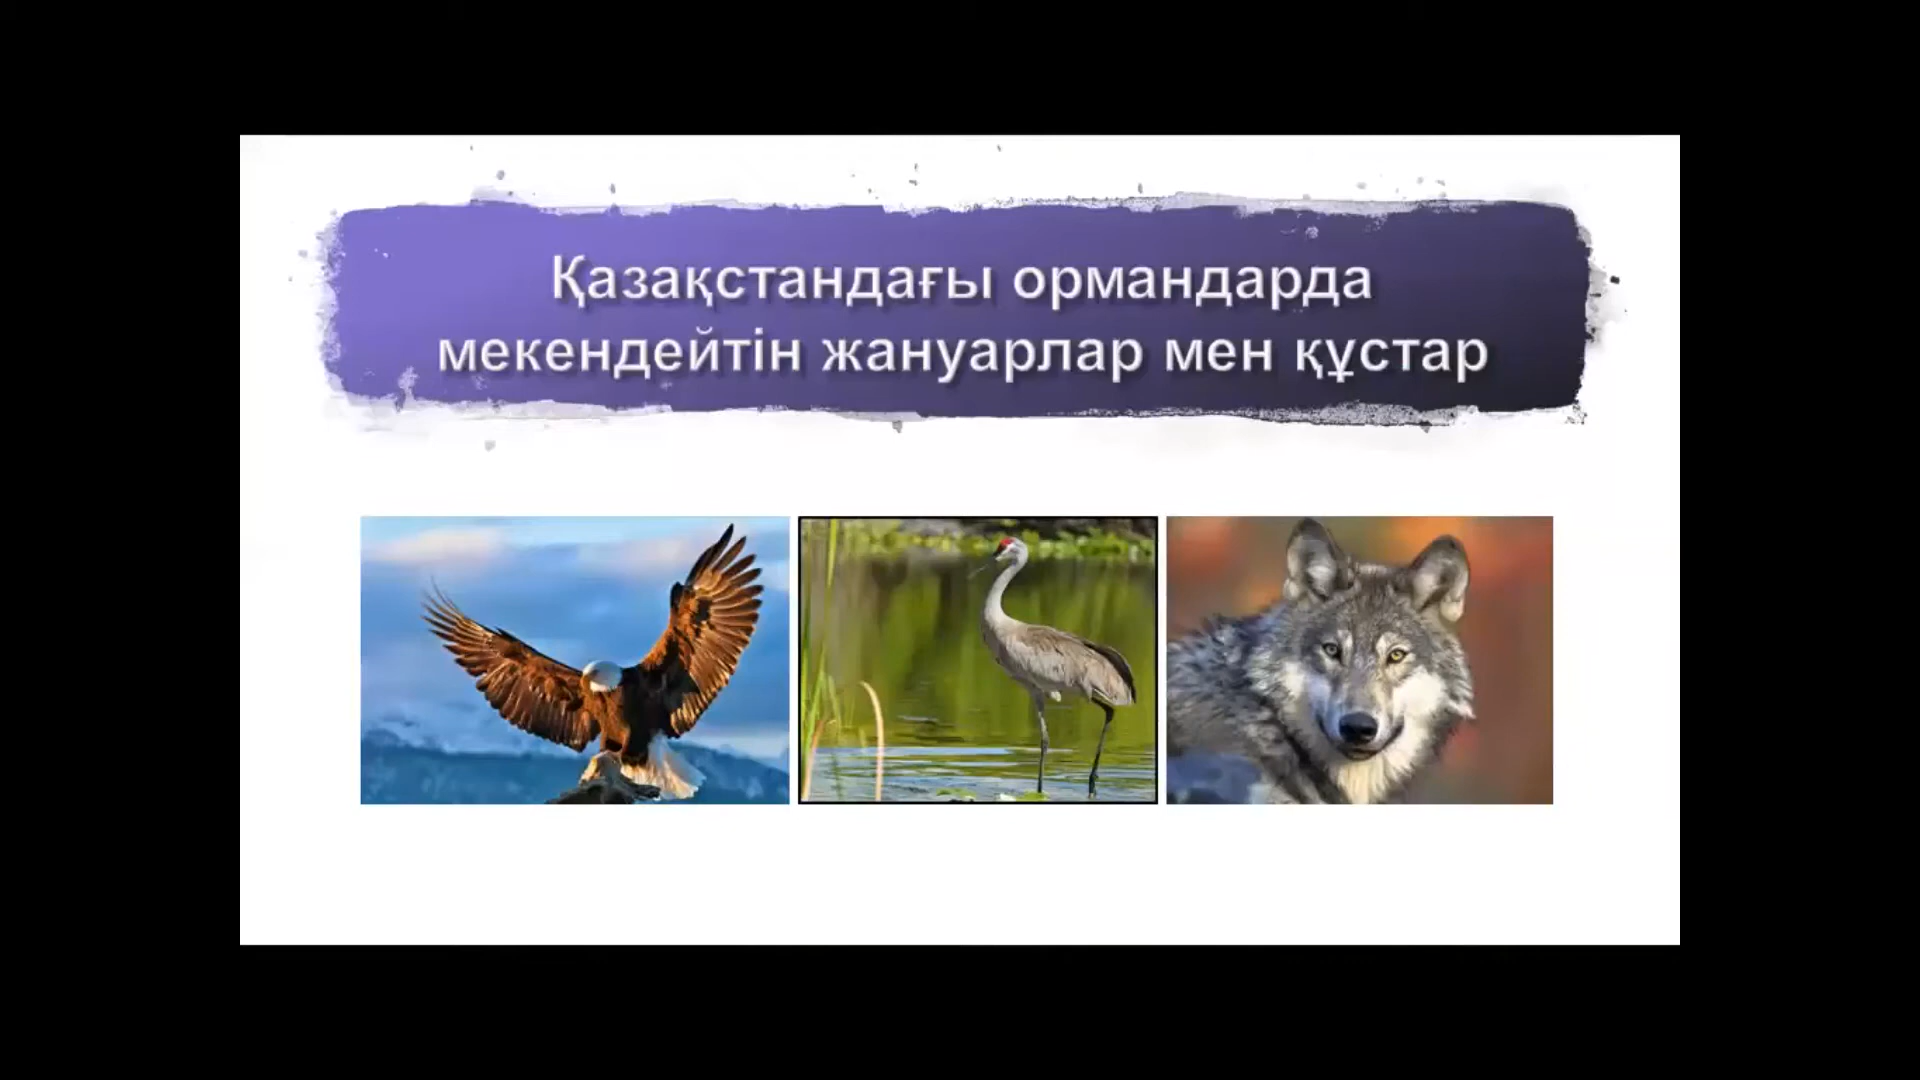 Қазақстандағы ормандарда
мекендейтін жануарлар мен құстар